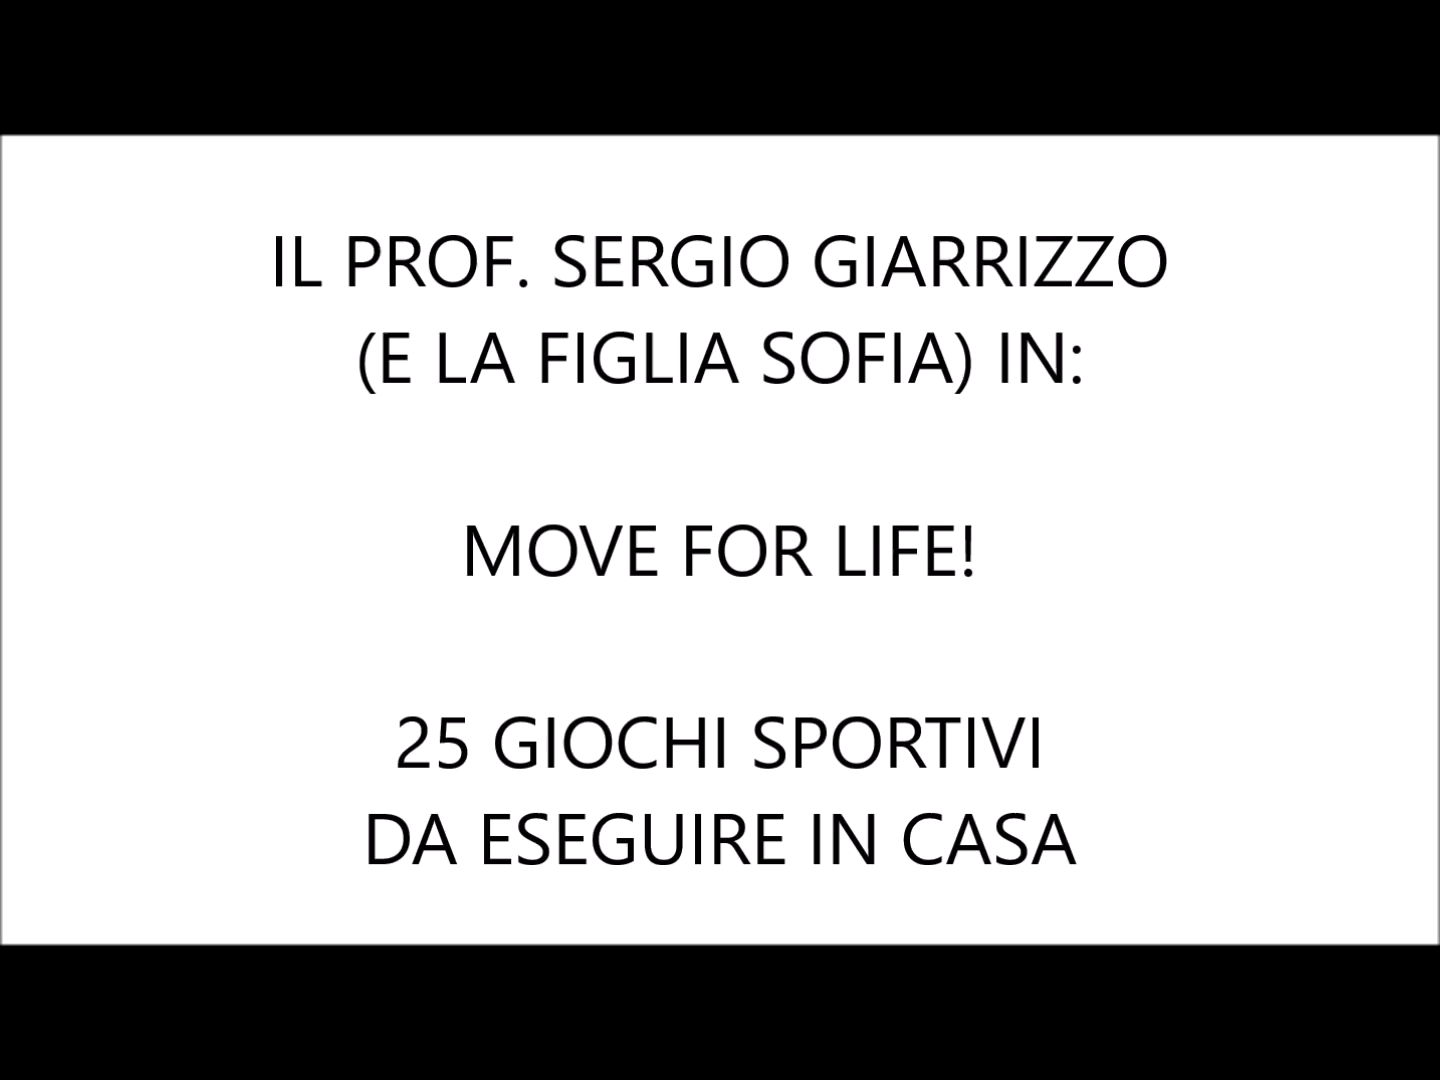 IL PROF. SERGIO GIARRIZZO
(E LA FIGLIA SOFIA) IN:
MOVE FOR LIFE!
25 GIOCHI SPORTIVI
DA ESEGUIRE IN CASA